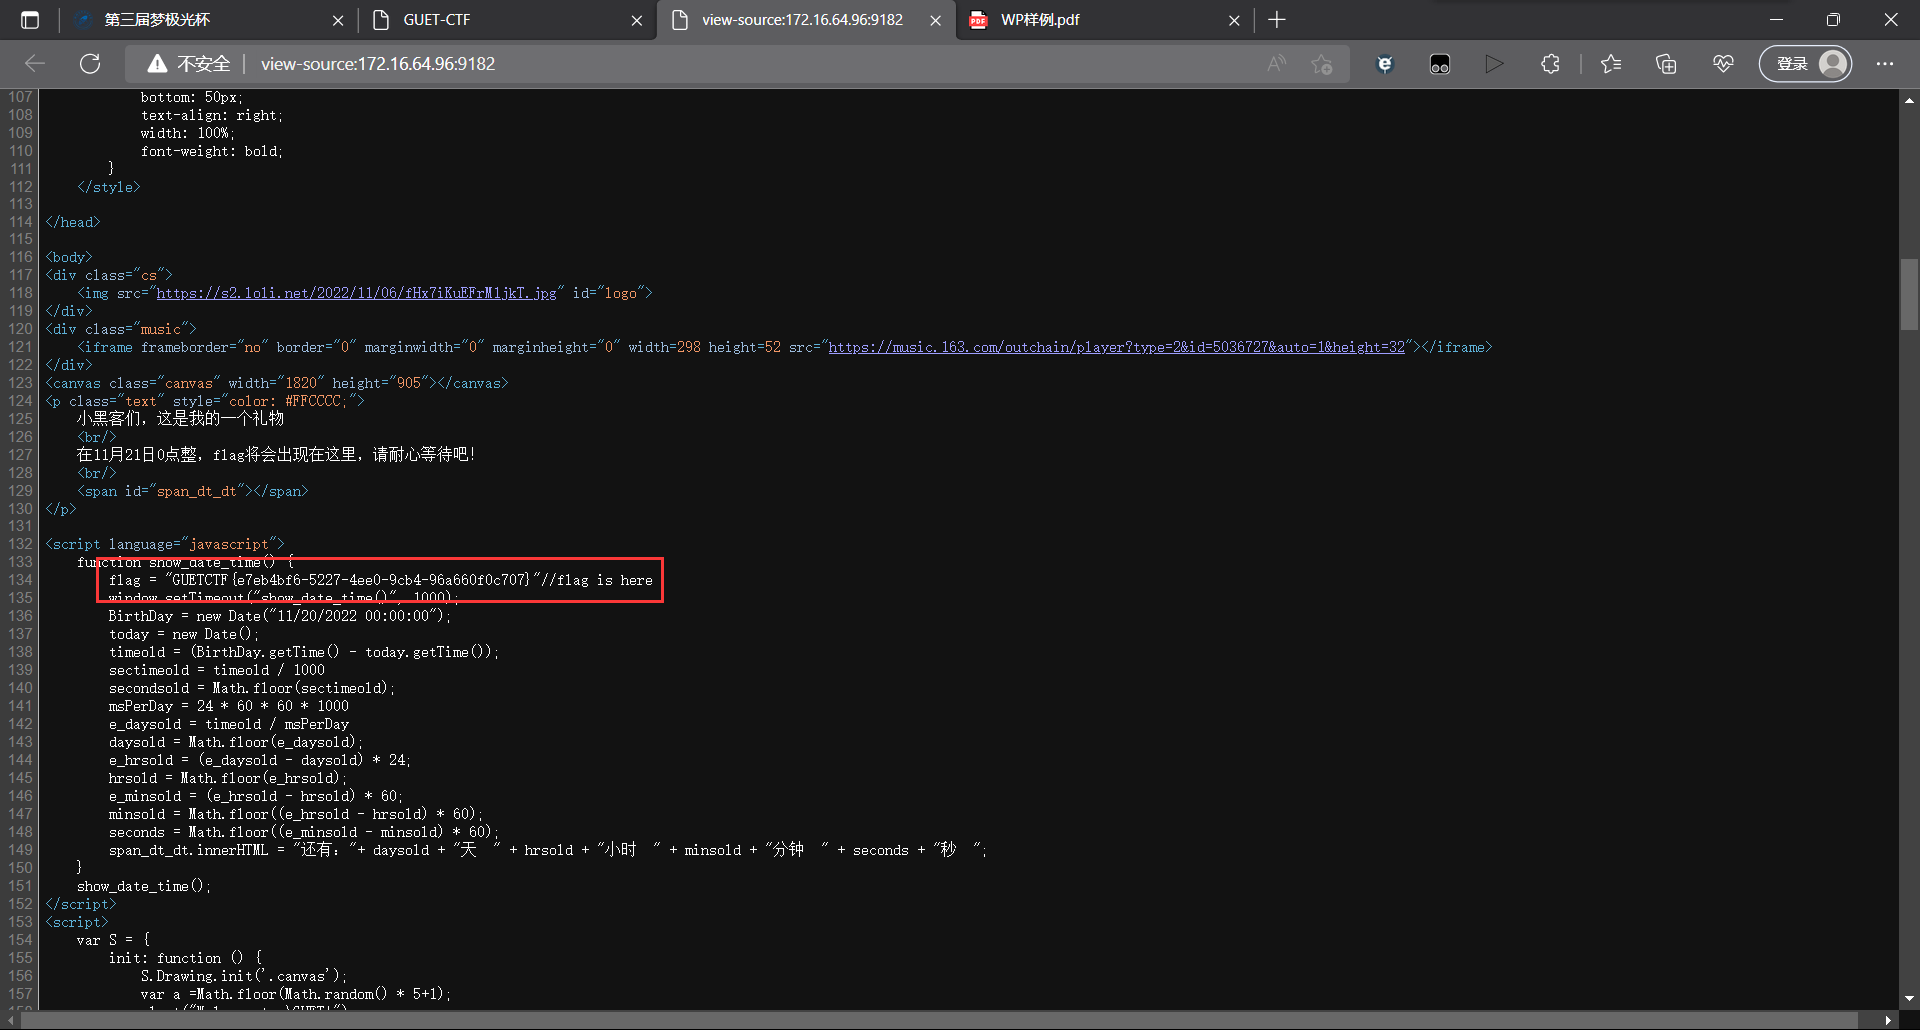 第三届梦极光杯
GUET-CTF
view-source:172.16.64.96:9182
WP样例.pdf
不安全 view-source:172.16.64.96:9182 登录
107 bottom: 50px;
108 text-align: right;
109 width: 100%;
110 font-weight: bold;
111 }
112 </style>
113
114 </head>
115
116 <body>
117 <div class="cs">
118 <img src="https://s2.loli.net/2022/11/06/fHx7iKuEFrM1jkT.jpg" id="logo">
119 </div>
120 <div class="music">
121 <iframe frameborder="no" border="0" marginwidth="0" marginheight="0" width=298 height=52 src="https://music.163.com/outchain/player?type=2&id=5036727&auto=1&height=32"></iframe>
122 </div>
123 <canvas class="canvas" width="1820" height="905"></canvas>
124 <p class="text" style="color: #FFCCCC;">
125 小黑客们，这是我的一个礼物
126 <br/>
127 在11月21日0点整，flag将会出现在这里，请耐心等待吧!
128 <br/>
129 <span id="span_dt_dt"></span>
130 </p>
131
132 <script language="javascript">
133 function show_date_time() {
134 flag = "GUETCTF{e7eb4bf6-5227-4ee0-9cb4-96a660f0c707}"//flag is here
135 window.setTimeout("show_date_time()", 1000);
136 BirthDay = new Date("11/20/2022 00:00:00");
137 today = new Date();
138 timeold = (BirthDay.getTime() - today.getTime());
139 sectimeold = timeold / 1000
140 secondsold = Math.floor(sectimeold);
141 msPerDay = 24 * 60 * 60 * 1000
142 e_daysold = timeold / msPerDay
143 daysold = Math.floor(e_daysold);
144 e_hrsold = (e_daysold - daysold) * 24;
145 hrsold = Math.floor(e_hrsold);
146 e_minsold = (e_hrsold - hrsold) * 60;
147 minsold = Math.floor((e_hrsold - hrsold) * 60);
148 seconds = Math.floor((e_minsold - minsold) * 60);
149 span_dt_dt.innerHTML = "还有："+ daysold + "天 " + hrsold + "小时 " + minsold + "分钟 " + seconds + "秒 ";
150 }
151 show_date_time();
152 </script>
153 <script>
154 var S = {
155 init: function () {
156 S.Drawing.init('.canvas');
157 var a =Math.floor(Math.random() * 5+1);